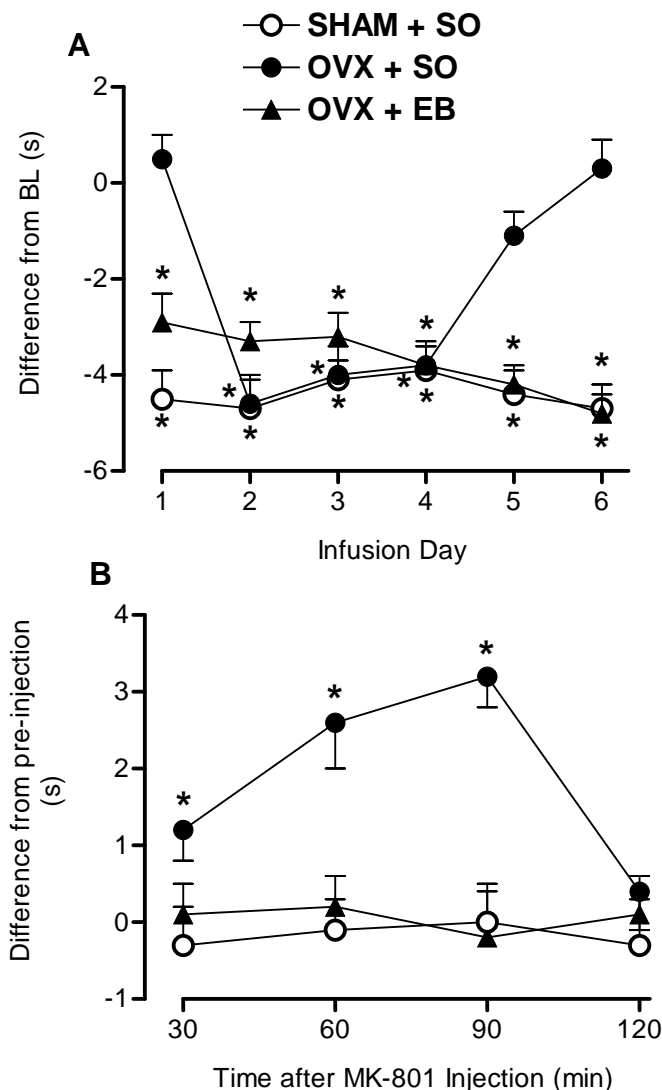 A
SHAM + SO
OVX + SO
OVX + EB
Difference from BL (s)
2
0
-2
-4
-6
* * * * * *
* * * * * *
* *
1 2 3 4 5 6
Infusion Day
B
Difference from pre-injection
(s)
4
3
2
1
0
-1
* * *
30 60 90 120
Time after MK-801 Injection (min)